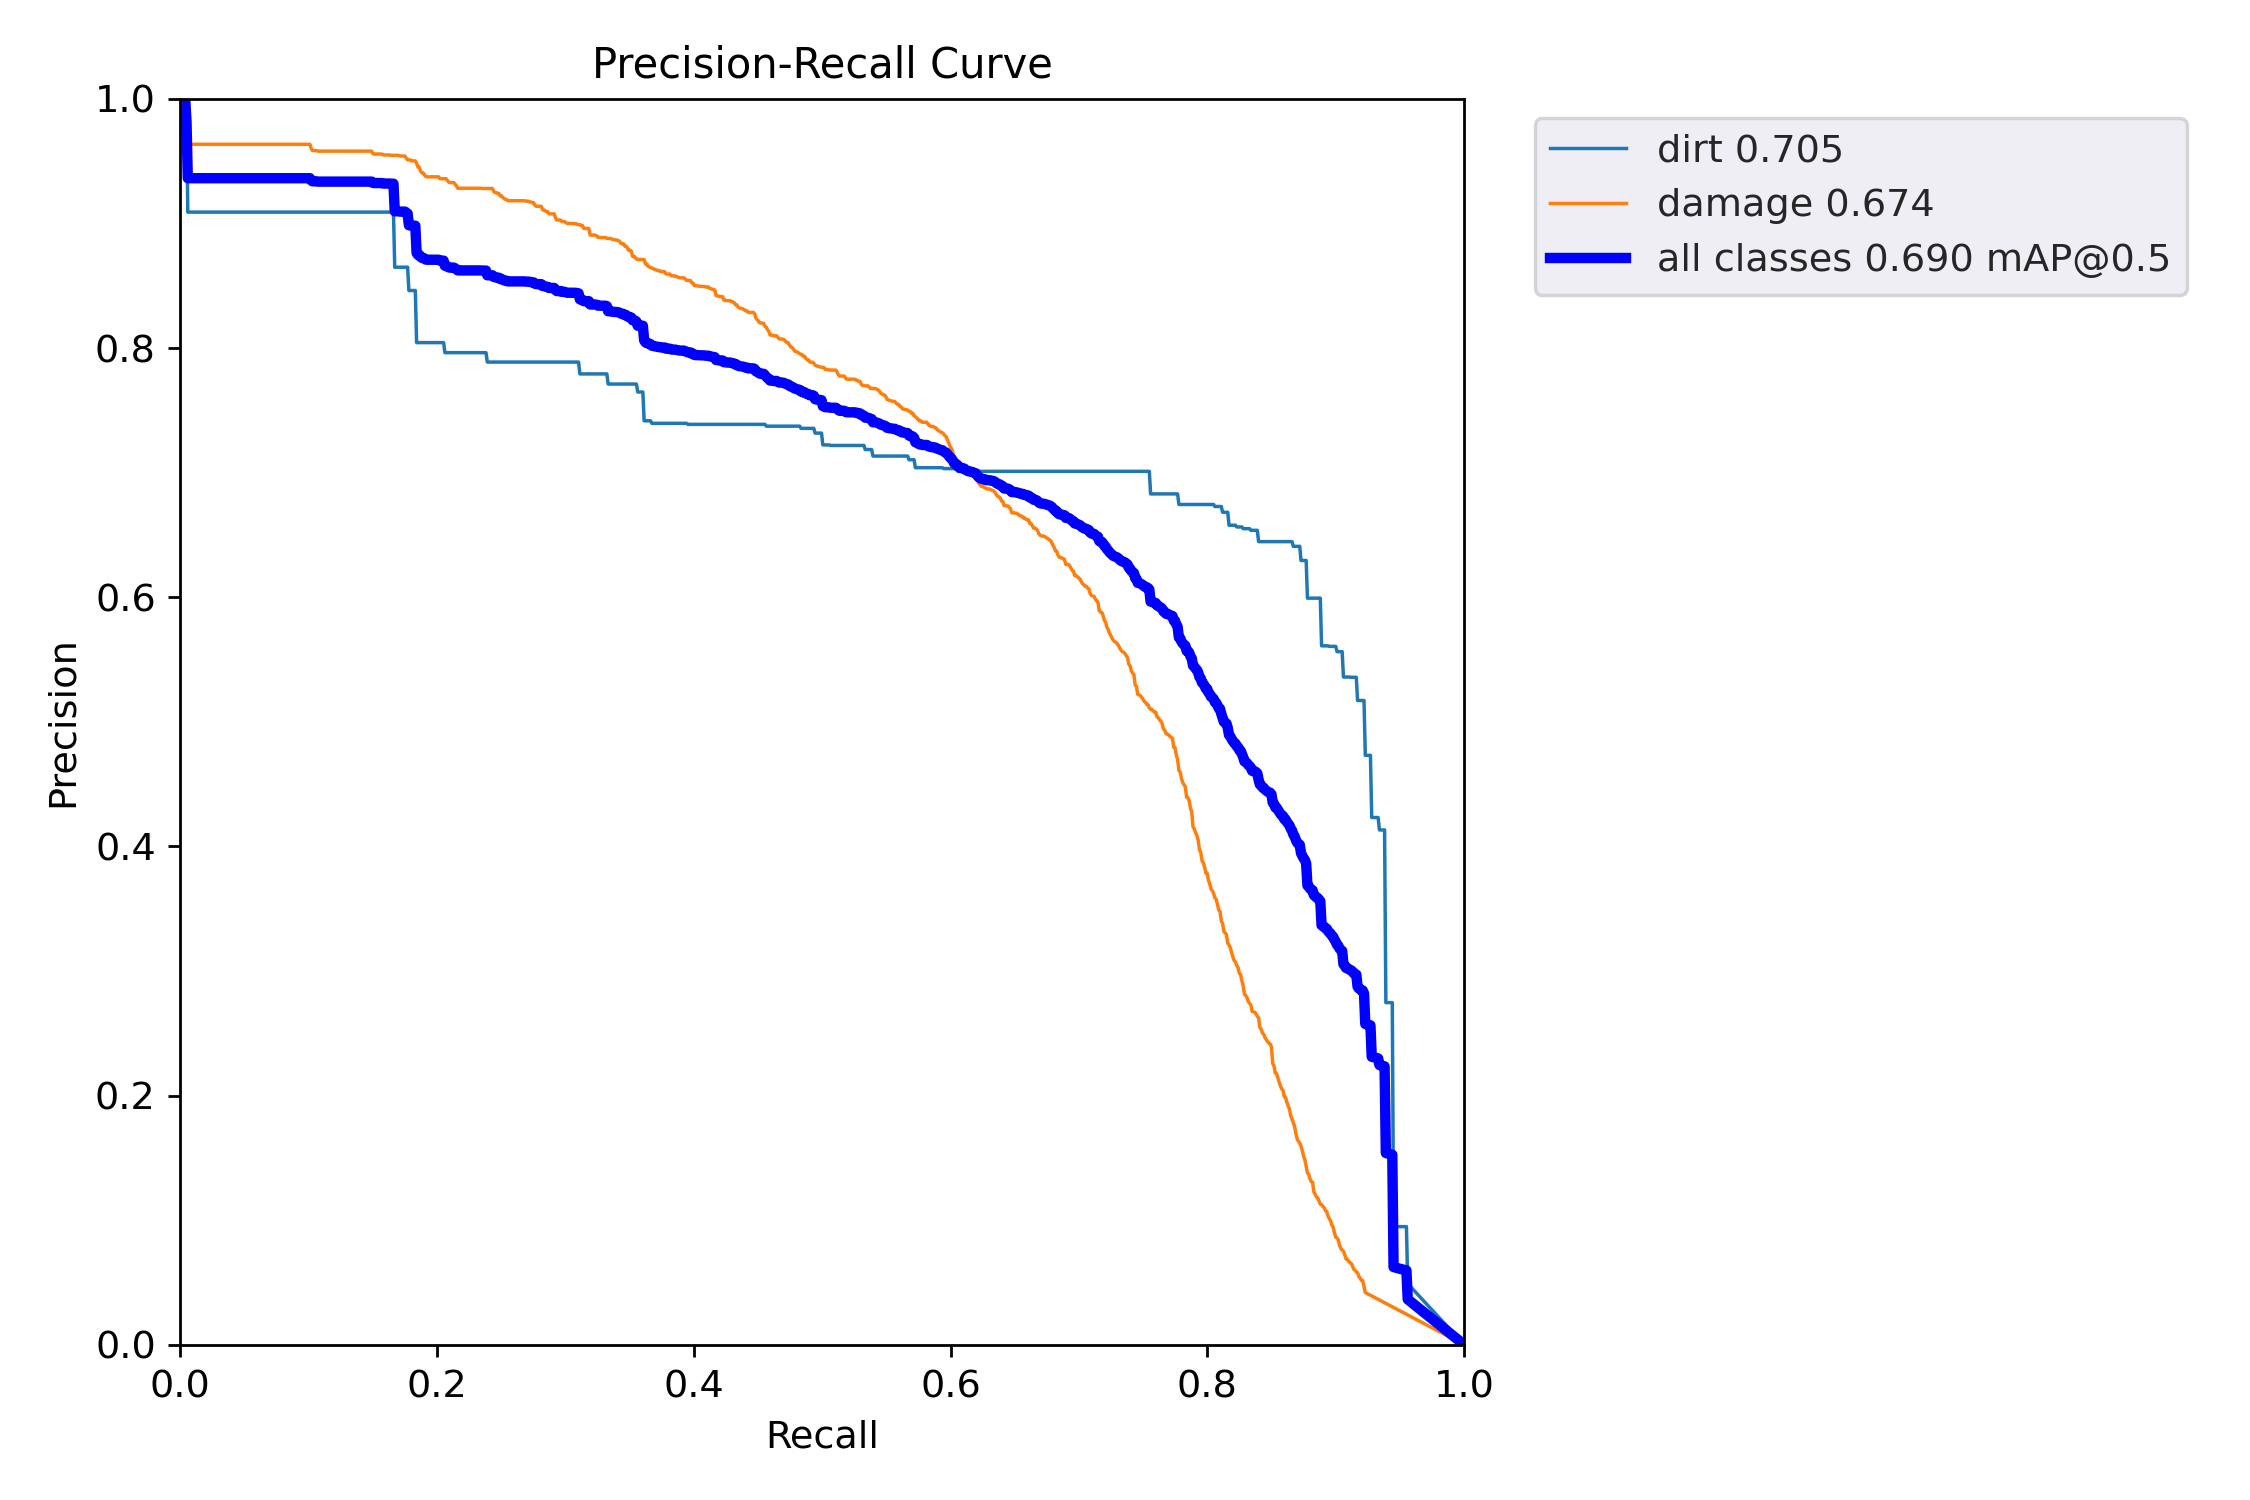 Precision-Recall Curve
1.0
0.8
0.6
0.4
0.2
0.0
Precision
0.0 0.2 0.4 0.6 0.8 1.0
Recall
dirt 0.705
damage 0.674
all classes 0.690 mAP@0.5